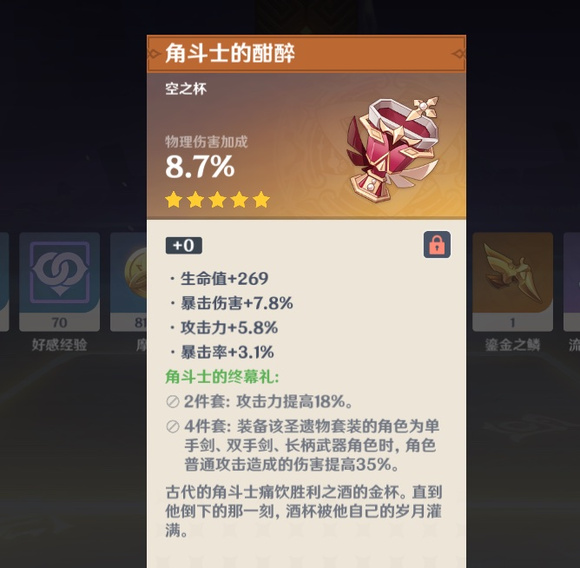 角斗士的酣醉
空之杯
物理伤害加成
8.7%
+0
·生命值+269
·暴击伤害+7.8%
·攻击力+5.8%
·暴击率+3.1%
角斗士的终幕礼:
2件套: 攻击力提高18%。
4件套: 装备该圣遗物套装的角色为单
手剑、双手剑、长柄武器角色时, 角色
普通攻击造成的伤害提高35%。
古代的角斗士痛饮胜利之酒的金杯。直到
他倒下的那一刻, 酒杯被他自己的岁月灌
满。
70
好感经验
81
摩
1
鎏金之鳞
流